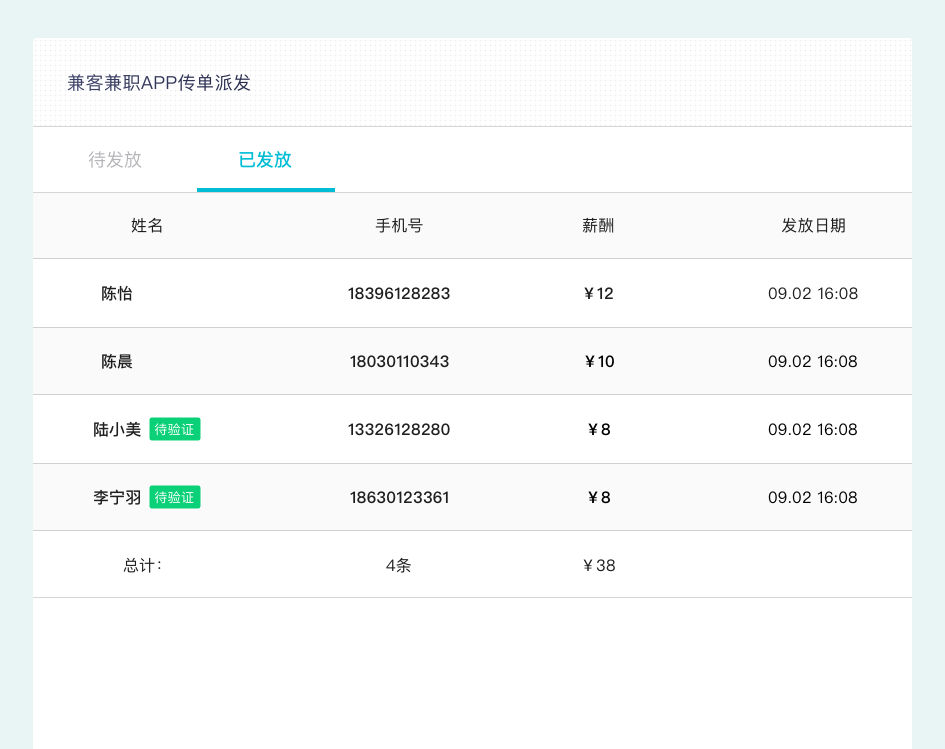 兼客兼职APP传单派发
待发放 已发放
姓名 手机号 薪酬 发放日期
陈怡 18396128283 ¥12 09.02 16:08
陈晨 18030110343 ¥10 09.02 16:08
陆小美 待验证 13326128280 ¥8 09.02 16:08
李宁羽 待验证 18630123361 ¥8 09.02 16:08
总计： 4条 ¥38